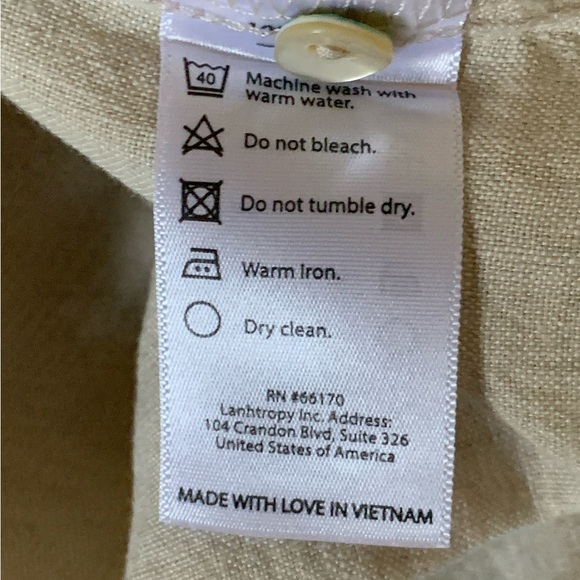 40 Machine wash with
warm water.
Do not bleach.
Do not tumble dry.
Warm Iron.
Dry clean.
RN #66170
Lanhtropy Inc. Address:
104 Crandon Blvd, Suite 326
United States of America
MADE WITH LOVE IN VIETNAM